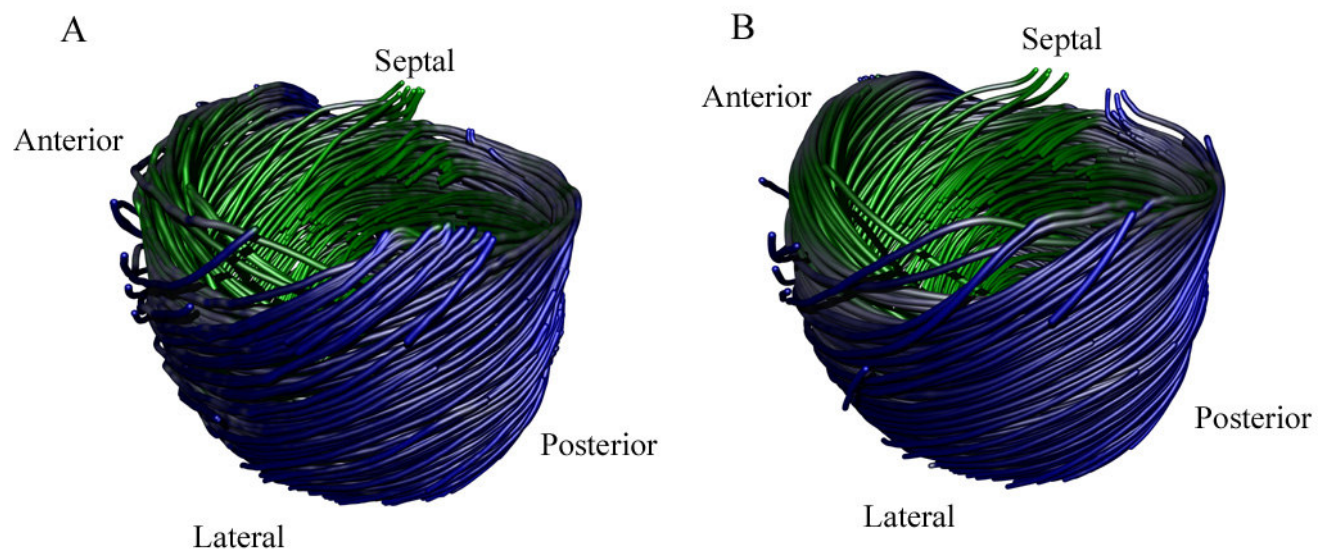 A
Septal
Anterior
Posterior
Lateral
B
Septal
Anterior
Posterior
Lateral